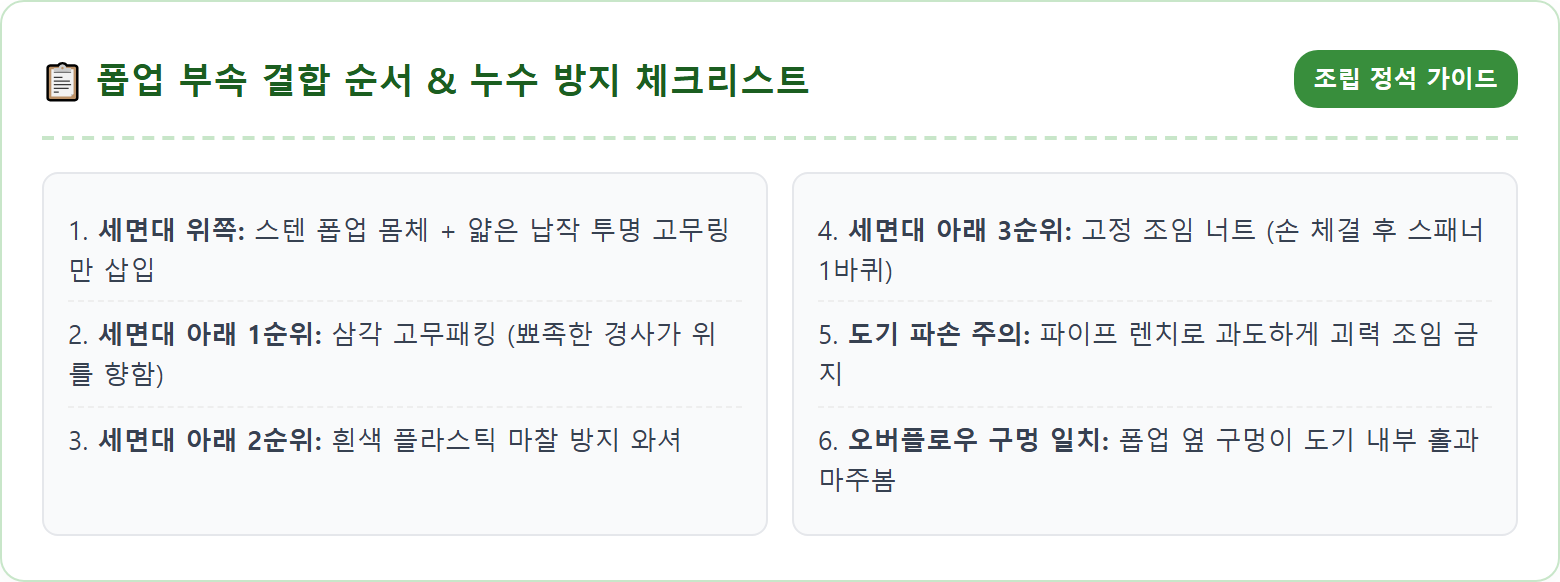 폽업 부속 결합 순서 & 누수 방지 체크리스트
조립 정석 가이드
1. 세면대 위쪽: 스텐 폽업 몸체 + 얇은 납작 투명 고무링
만 삽입
2. 세면대 아래 1순위: 삼각 고무패킹 (뾰족한 경사가 위
를 향함)
3. 세면대 아래 2순위: 흰색 플라스틱 마찰 방지 와셔
4. 세면대 아래 3순위: 고정 조임 너트 (손 체결 후 스패너
1바퀴)
5. 도기 파손 주의: 파이프 렌치로 과도하게 괴력 조임 금
지
6. 오버플로우 구멍 일치: 폽업 옆 구멍이 도기 내부 홀과
마주봄